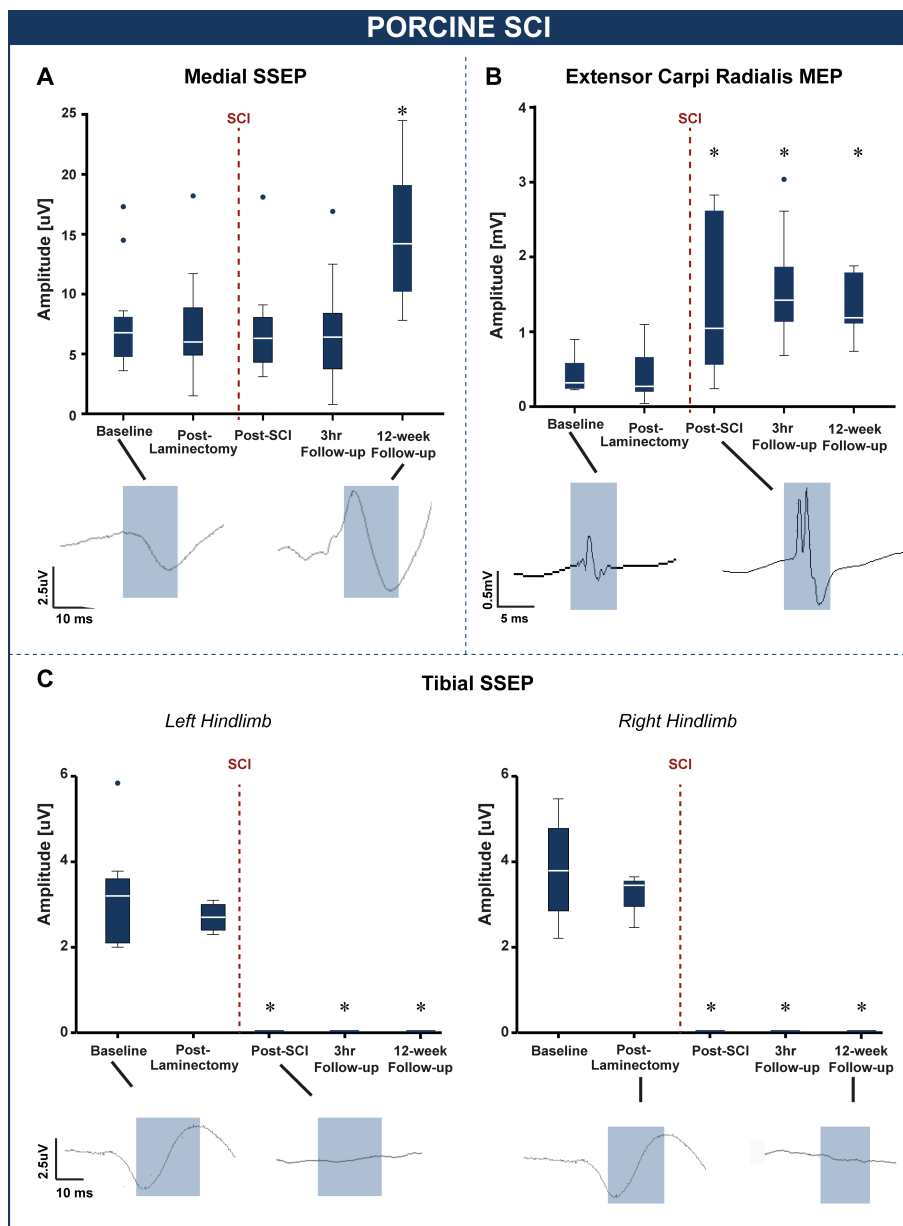 PORCINE SCI
A
Medial SSEP
SCI
*
25
20
15
10
5
0
Amplitude [uV]
Baseline
Post-
Laminectomy
Post-SCI
3hr
Follow-up
12-week
Follow-up
2.5uV
10 ms
B
Extensor Carpi Radialis MEP
SCI
* * *
4
3
2
1
0
Amplitude [mV]
Baseline
Post-
Laminectomy
Post-SCI
3hr
Follow-up
12-week
Follow-up
0.5mV
5 ms
C
Tibial SSEP
Left Hindlimb
SCI
6
4
2
0
Amplitude [uV]
* * *
Baseline
Post-
Laminectomy
Post-SCI
3hr
Follow-up
12-week
Follow-up
2.5uV
10 ms
Right Hindlimb
SCI
6
4
2
0
Amplitude [uV]
* * *
Baseline
Post-
Laminectomy
Post-SCI
3hr
Follow-up
12-week
Follow-up